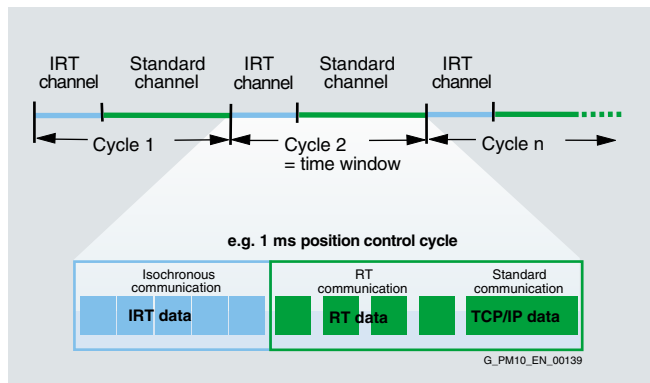 IRT channel
Standard channel
IRT channel
Standard channel
IRT channel
Cycle 1
Cycle 2
= time window
Cycle n
e.g. 1 ms position control cycle
Isochronous communication
RT communication
Standard communication
IRT data
RT data
TCP/IP data
G_PM10_EN_00139